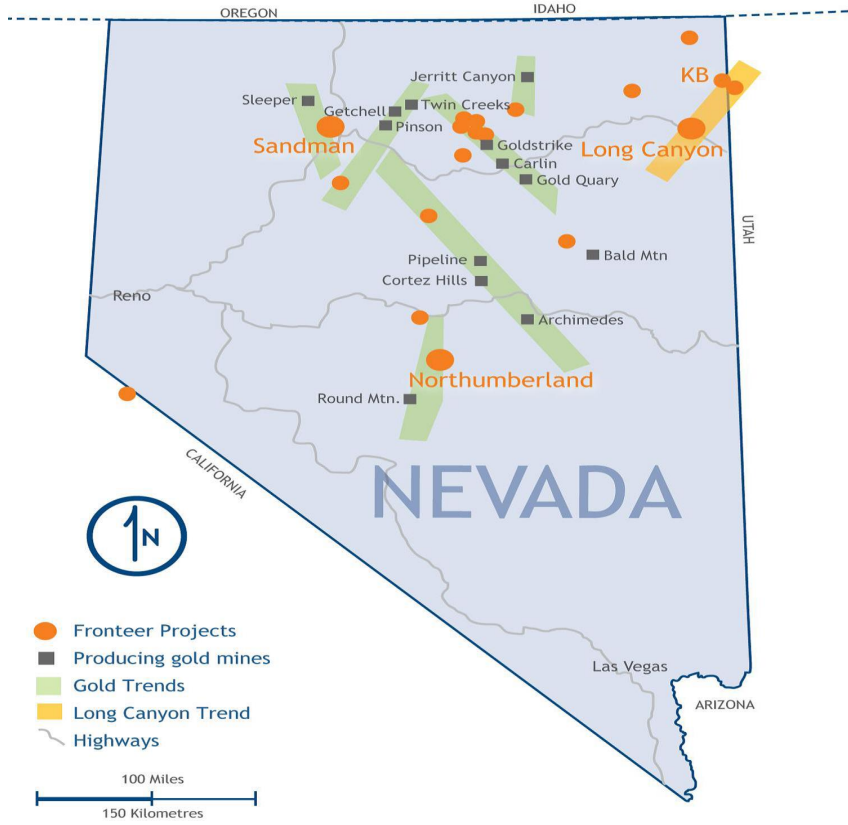 OREGON
IDAHO
Jerritt Canyon
KB
Sleeper
Getchell
Twin Creeks
Pinson
Sandman
Goldstrike
Long Canyon
Carlin
Gold Quary
UTAH
Pipeline
Bald Mtn
Cortez Hills
Reno
Archimedes
Northumberland
Round Mtn.
CALIFORNIA
NEVADA
N
Fronteer Projects
Producing gold mines
Gold Trends
Long Canyon Trend
Highways
Las Vegas
ARIZONA
100 Miles
150 Kilometres